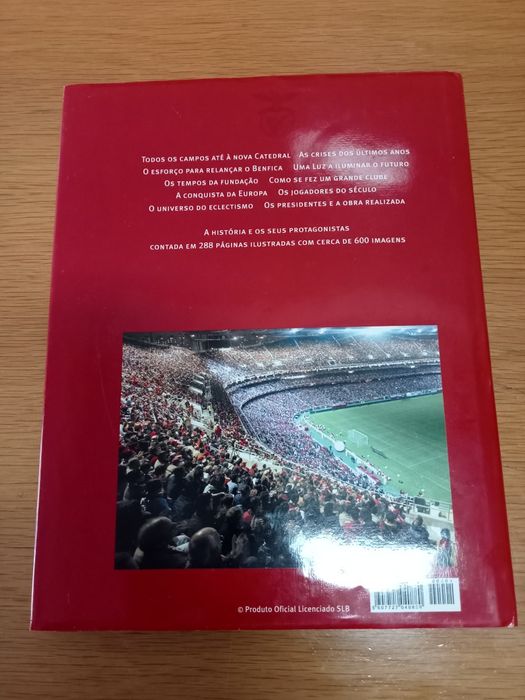 Todos os campos até à nova Catedral As crises dos últimos anos
O esforço para relançar o Benfica Uma Luz a iluminar o futuro
Os tempos da fundação Como se fez um grande clube
A conquista da Europa Os jogadores do século
O universo do eclectismo Os presidentes e a obra realizada
A história e os seus protagonistas
contada em 288 páginas ilustradas com cerca de 600 imagens
© Produto Oficial Licenciado SLB